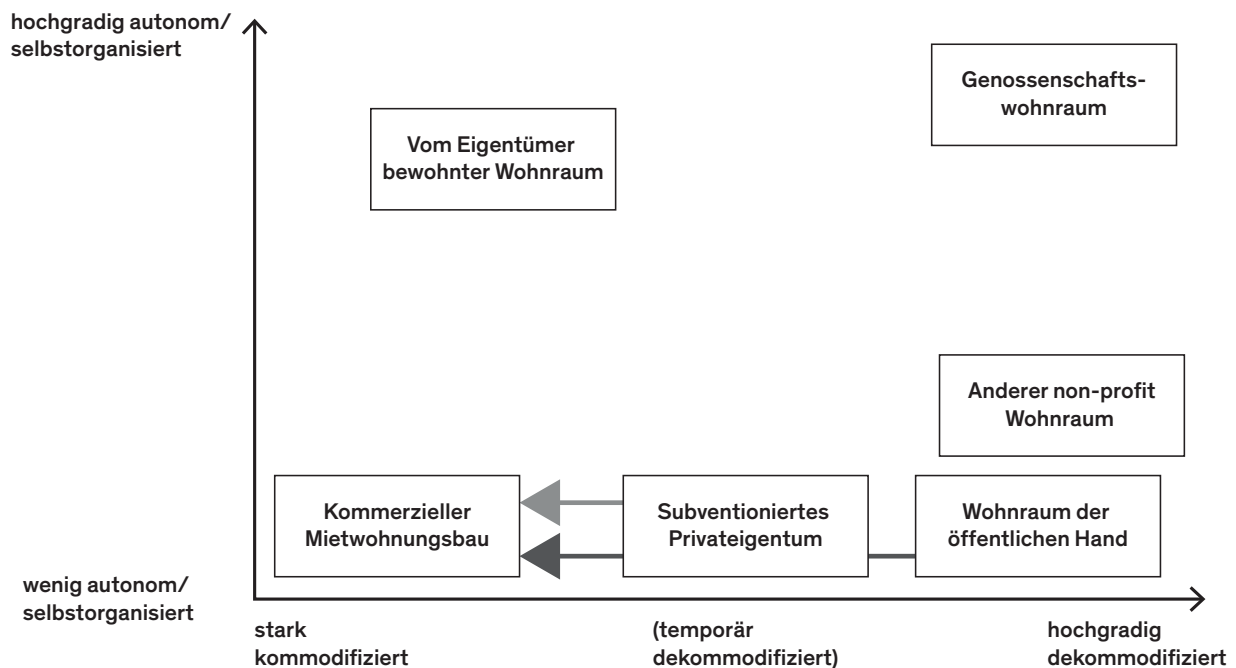 hochgradig autonom/
selbstorganisiert
Genossenschafts-
wohnraum
Vom Eigentümer
bewohnter Wohnraum
Anderer non-profit
Wohnraum
Kommerzieller
Mietwohnungsbau
Subventioniertes
Privateigentum
Wohnraum der
öffentlichen Hand
wenig autonom/
selbstorganisiert
stark
kommodifiziert
(temporär
dekommodifiziert)
hochgradig
dekommodifiziert